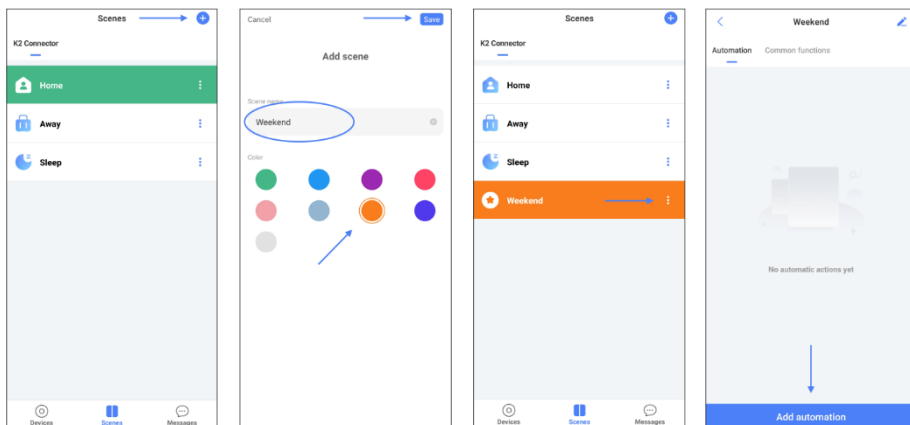 Scenes
K2 Connector
Home
Away
Sleep
Devices
Scenes
Messages
Cancel
Save
Add scene
Scene name
Weekend
Color
Scenes
K2 Connector
Home
Away
Sleep
Weekend
Devices
Scenes
Messages
Weekend
Automation Common functions
No automatic actions yet
Add automation